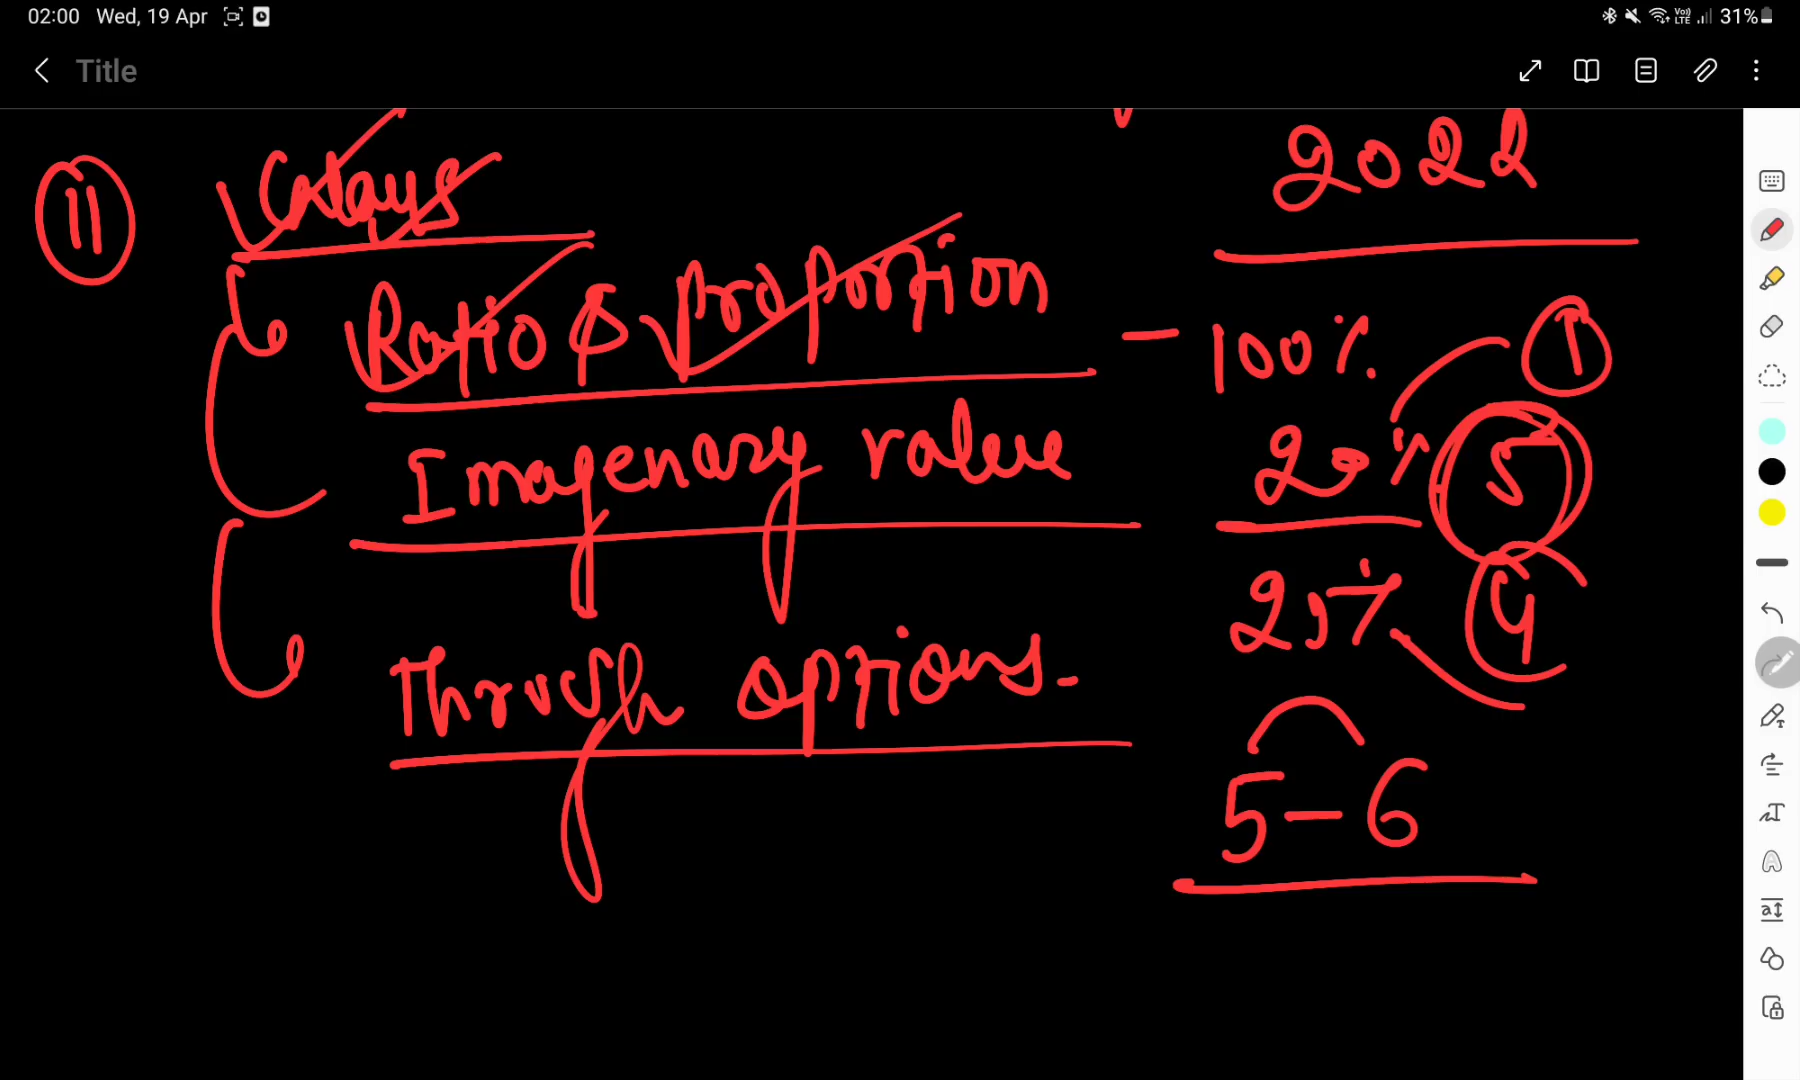 02:00 Wed, 19 Apr
VoLTE 31%
Title
2022
11
Ratio & proportion - 100% 1
Imagenary value 20% 5
25% 4
Through options.
5-6